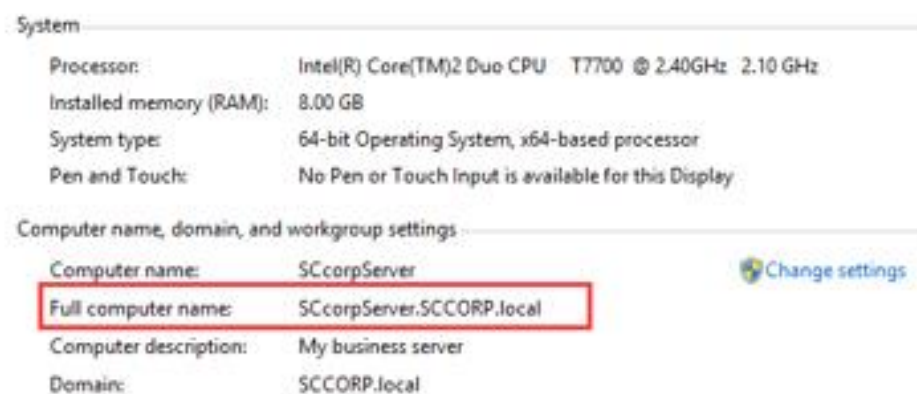 System
Processor: Intel(R) Core(TM)2 Duo CPU T7700 @ 2.40GHz 2.10 GHz
Installed memory (RAM): 8.00 GB
System type: 64-bit Operating System, x64-based processor
Pen and Touch: No Pen or Touch Input is available for this Display
Computer name, domain, and workgroup settings
Computer name: SCcorpServer Change settings
Full computer name: SCcorpServer.SCCORP.local
Computer description: My business server
Domain: SCCORP.local